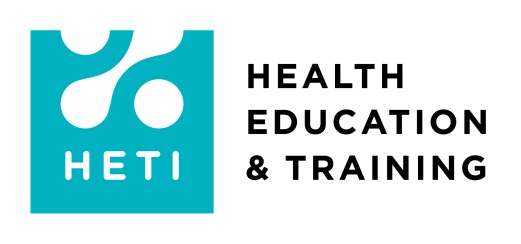 HETI
HEALTH
EDUCATION
& TRAINING